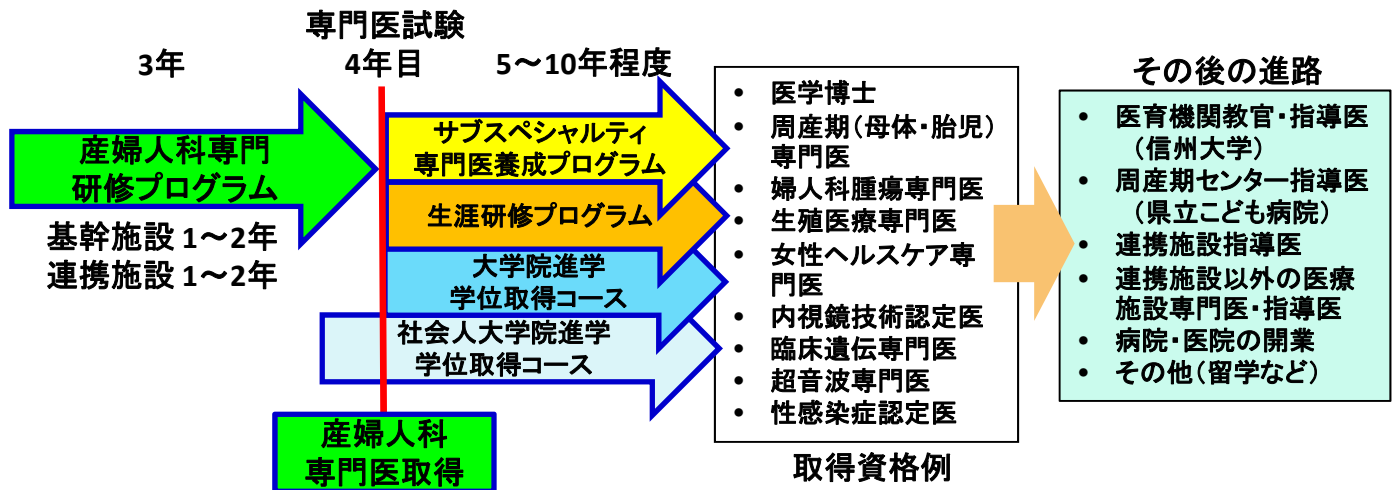 3年
専門医試験
4年目
5～10年程度
産婦人科専門
研修プログラム
基幹施設 1～2年
連携施設 1～2年
サブスペシャルティ
専門医養成プログラム
生涯研修プログラム
大学院進学
学位取得コース
社会人大学院進学
学位取得コース
産婦人科
専門医取得
• 医学博士
• 周産期（母体・胎児）
専門医
• 婦人科腫瘍専門医
• 生殖医療専門医
• 女性ヘルスケア専
門医
• 内視鏡技術認定医
• 臨床遺伝専門医
• 超音波専門医
• 性感染症認定医
取得資格例
その後の進路
• 医育機関教官・指導医
（信州大学）
• 周産期センター指導医
（県立こども病院）
• 連携施設指導医
• 連携施設以外の医療
施設専門医・指導医
• 病院・医院の開業
• その他（留学など）